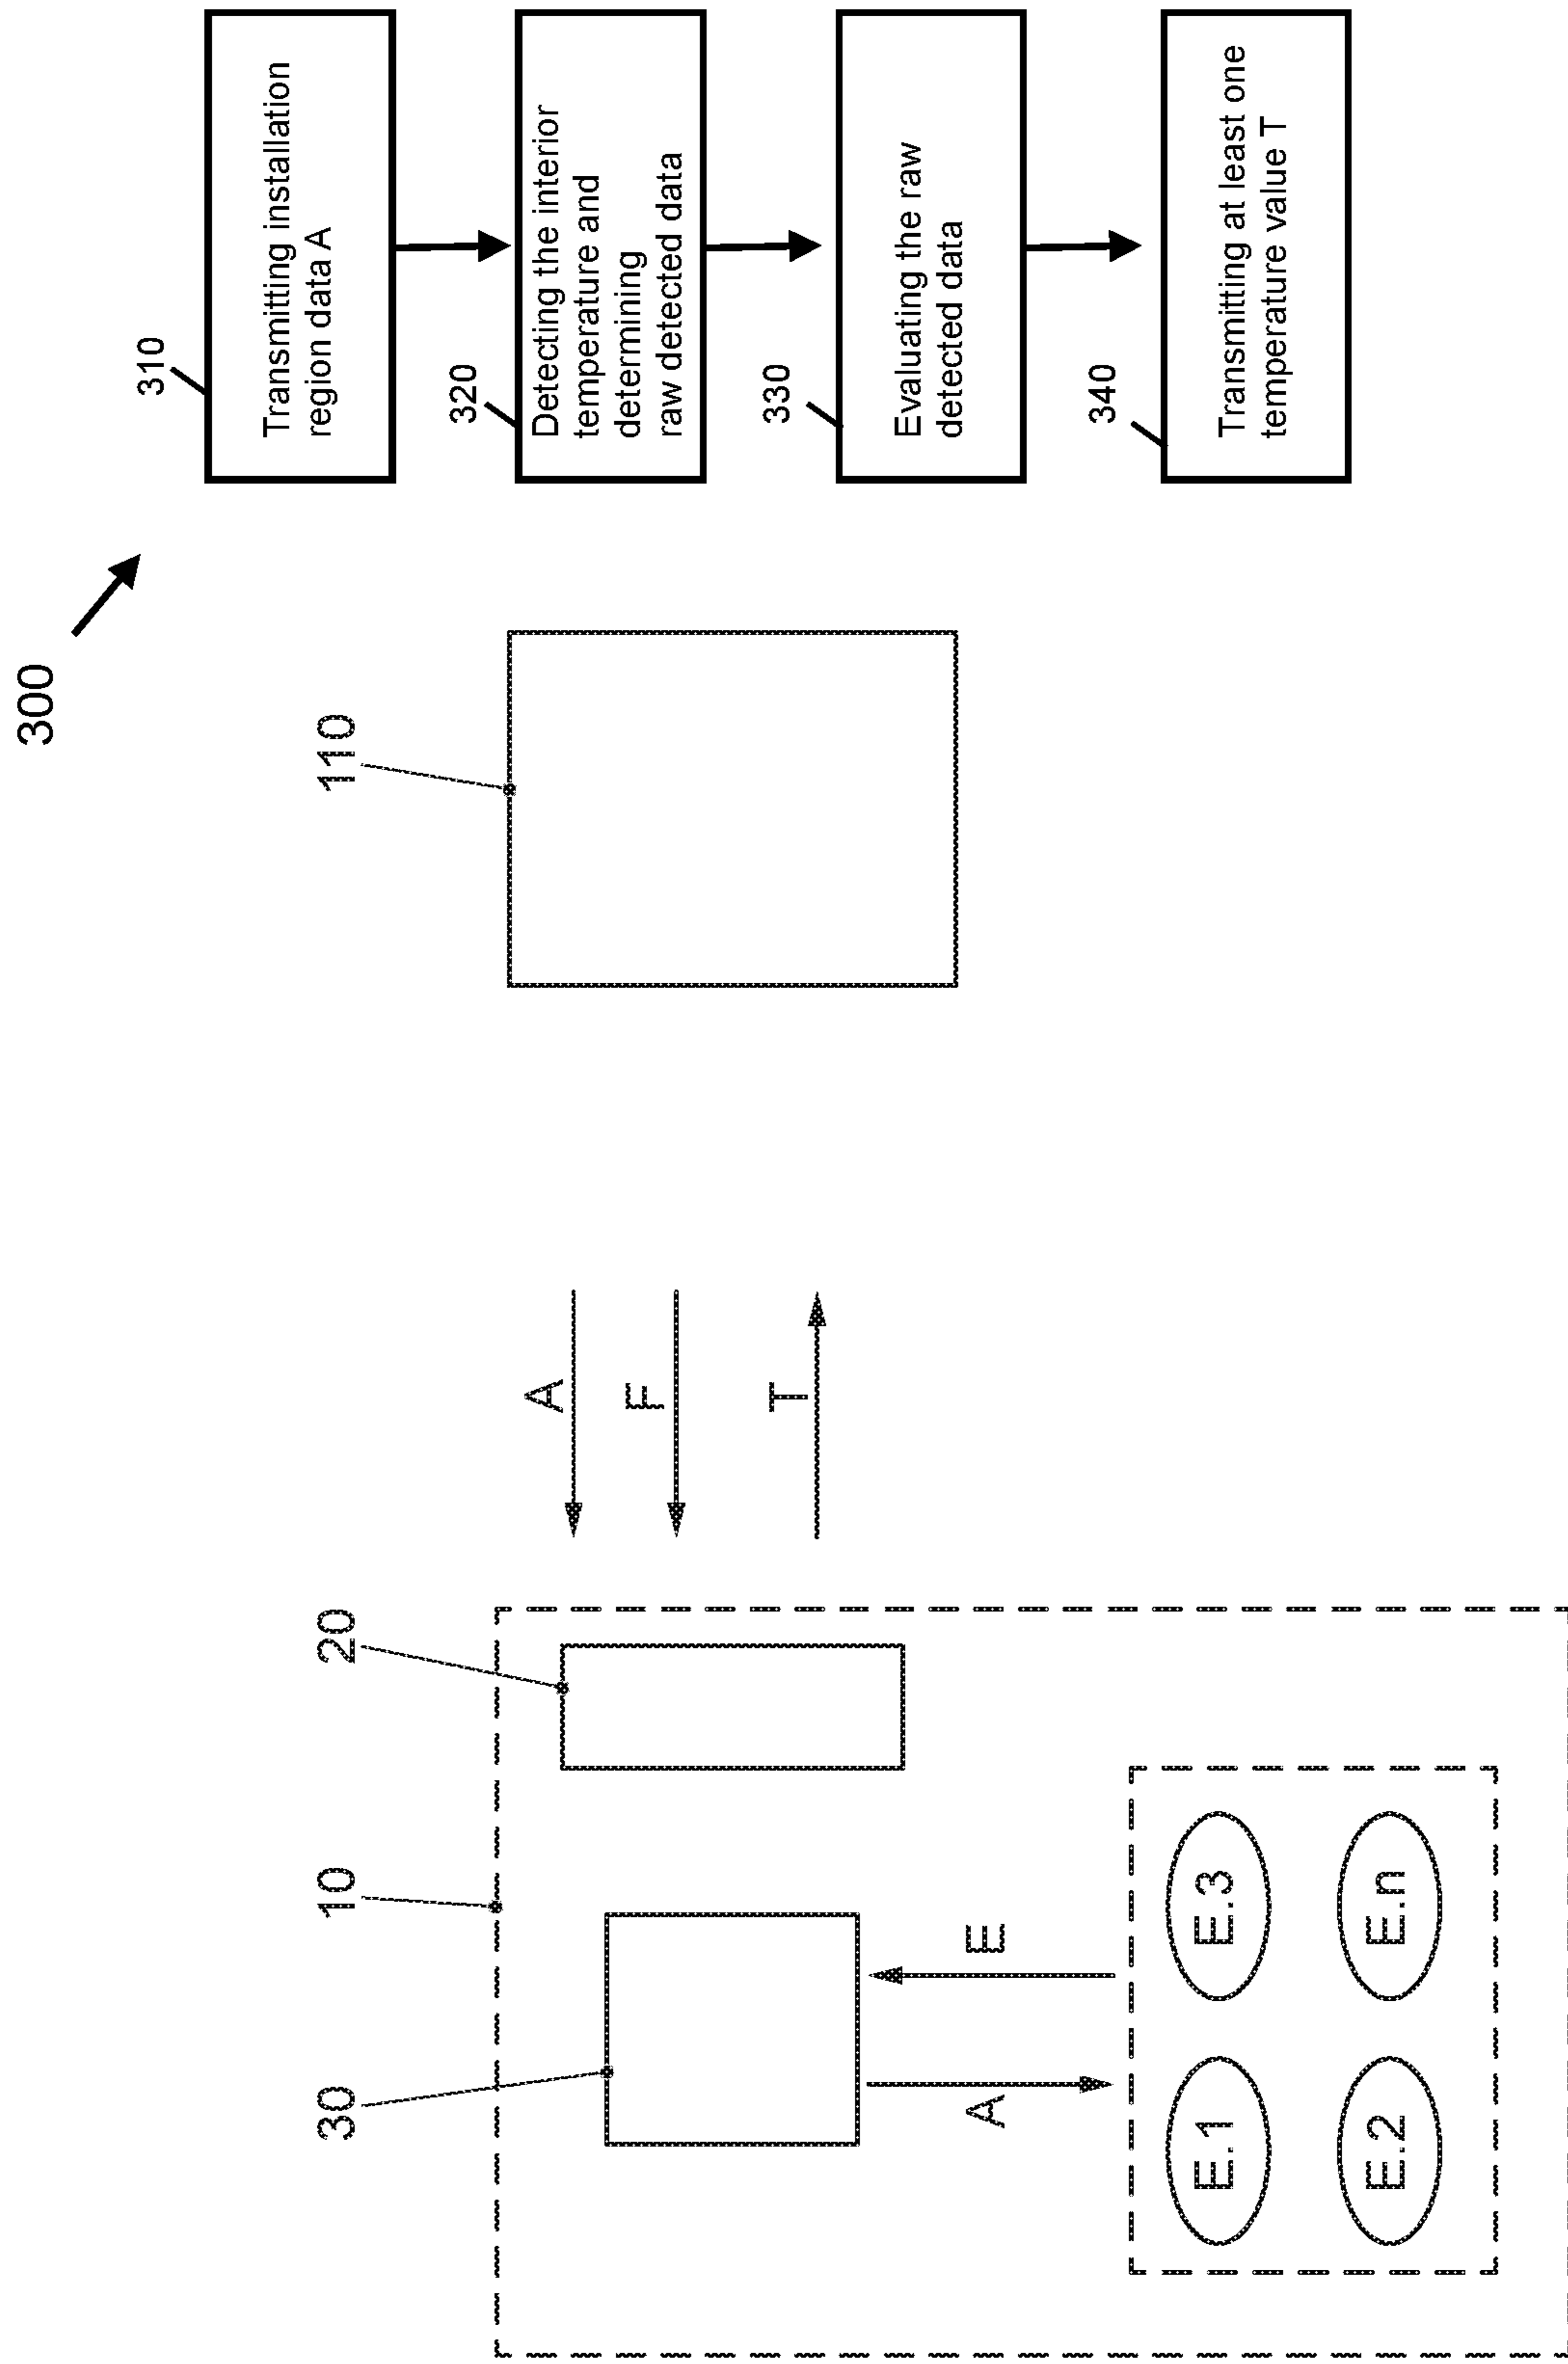 300
310
Transmitting installation
region data A
320
Detecting the interior
temperature and
determining
raw detected data
330
Evaluating the raw
detected data
340
Transmitting at least one
temperature value T
30
10
20
110
A
F
T
A
E
E.1
E.3
E.2
E.n